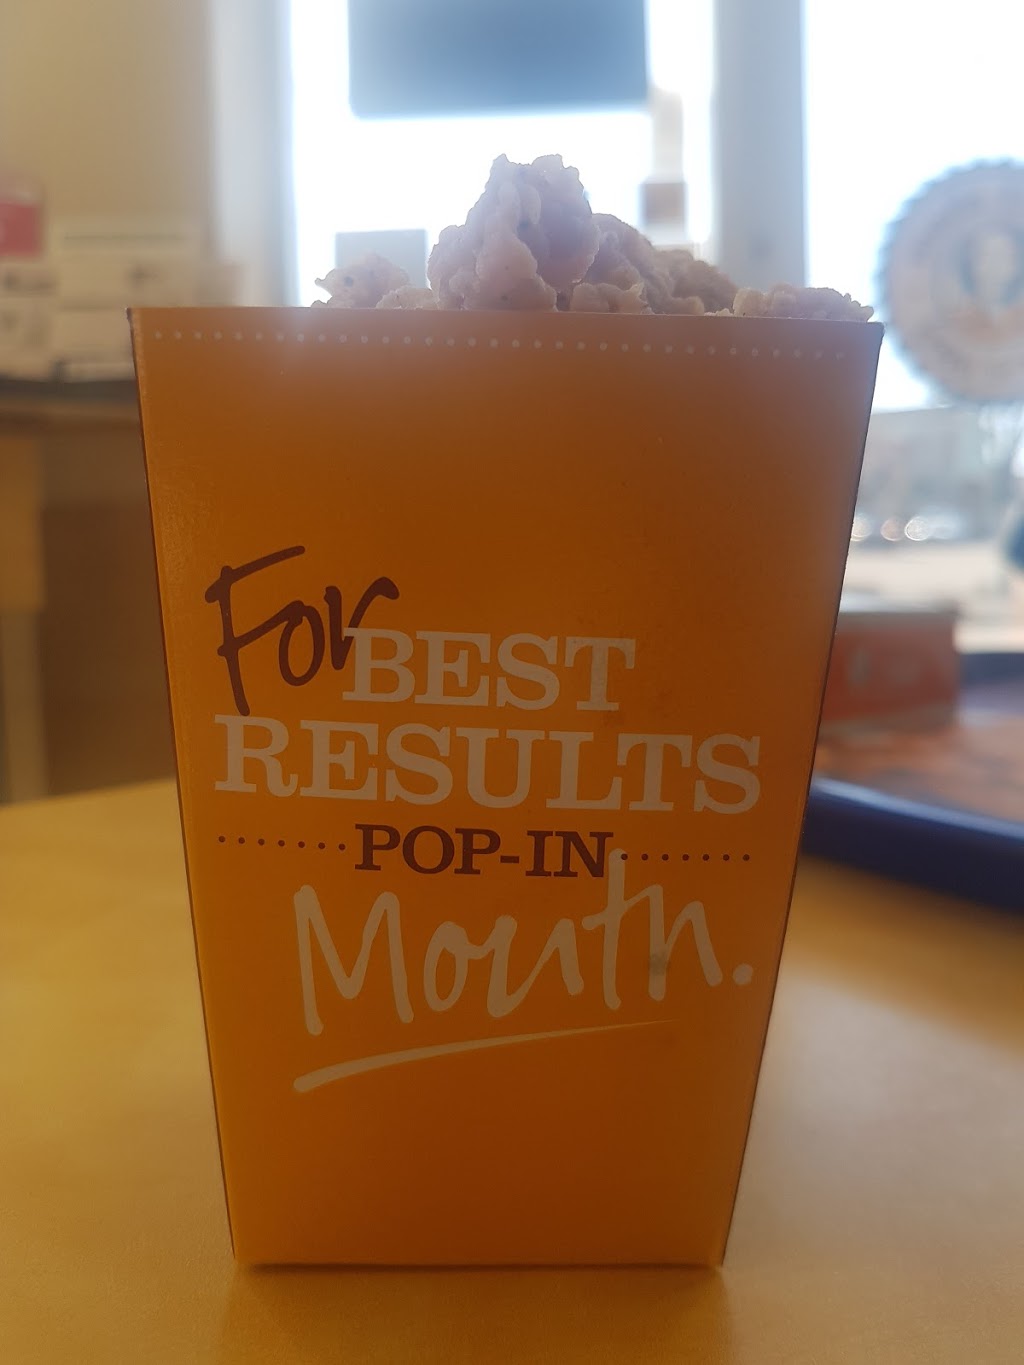 For BEST
RESULTS
POP-IN
Mouth.